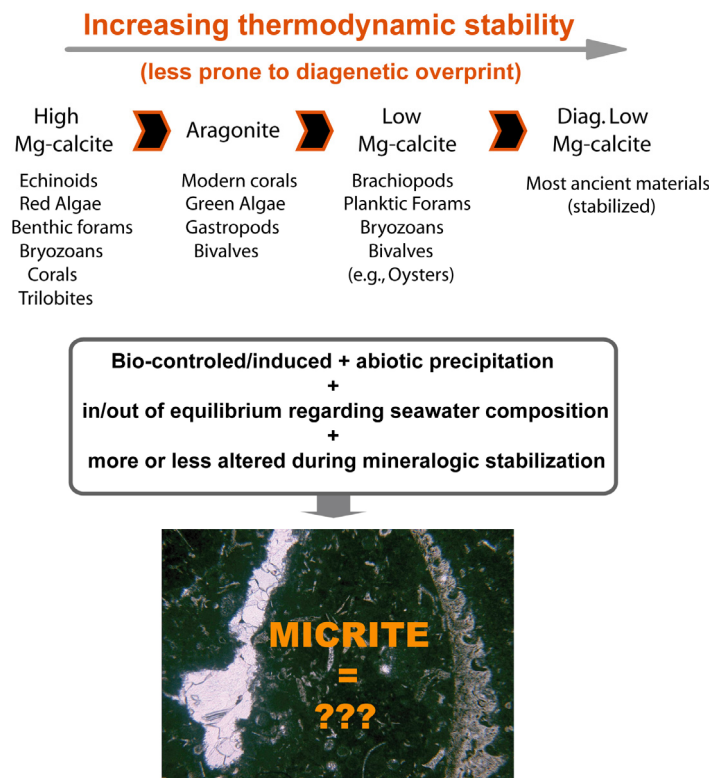 Increasing thermodynamic stability
(less prone to diagenetic overprint)
High
Mg-calcite
Echinoids
Red Algae
Benthic forams
Bryozoans
Corals
Trilobites
Aragonite
Modern corals
Green Algae
Gastropods
Bivalves
Low
Mg-calcite
Brachiopods
Planktic Forams
Bryozoans
Bivalves
(e.g., Oysters)
Diag. Low
Mg-calcite
Most ancient materials
(stabilized)
Bio-controled/induced + abiotic precipitation
+
in/out of equilibrium regarding seawater composition
+
more or less altered during mineralogic stabilization
MICRITE
=
???